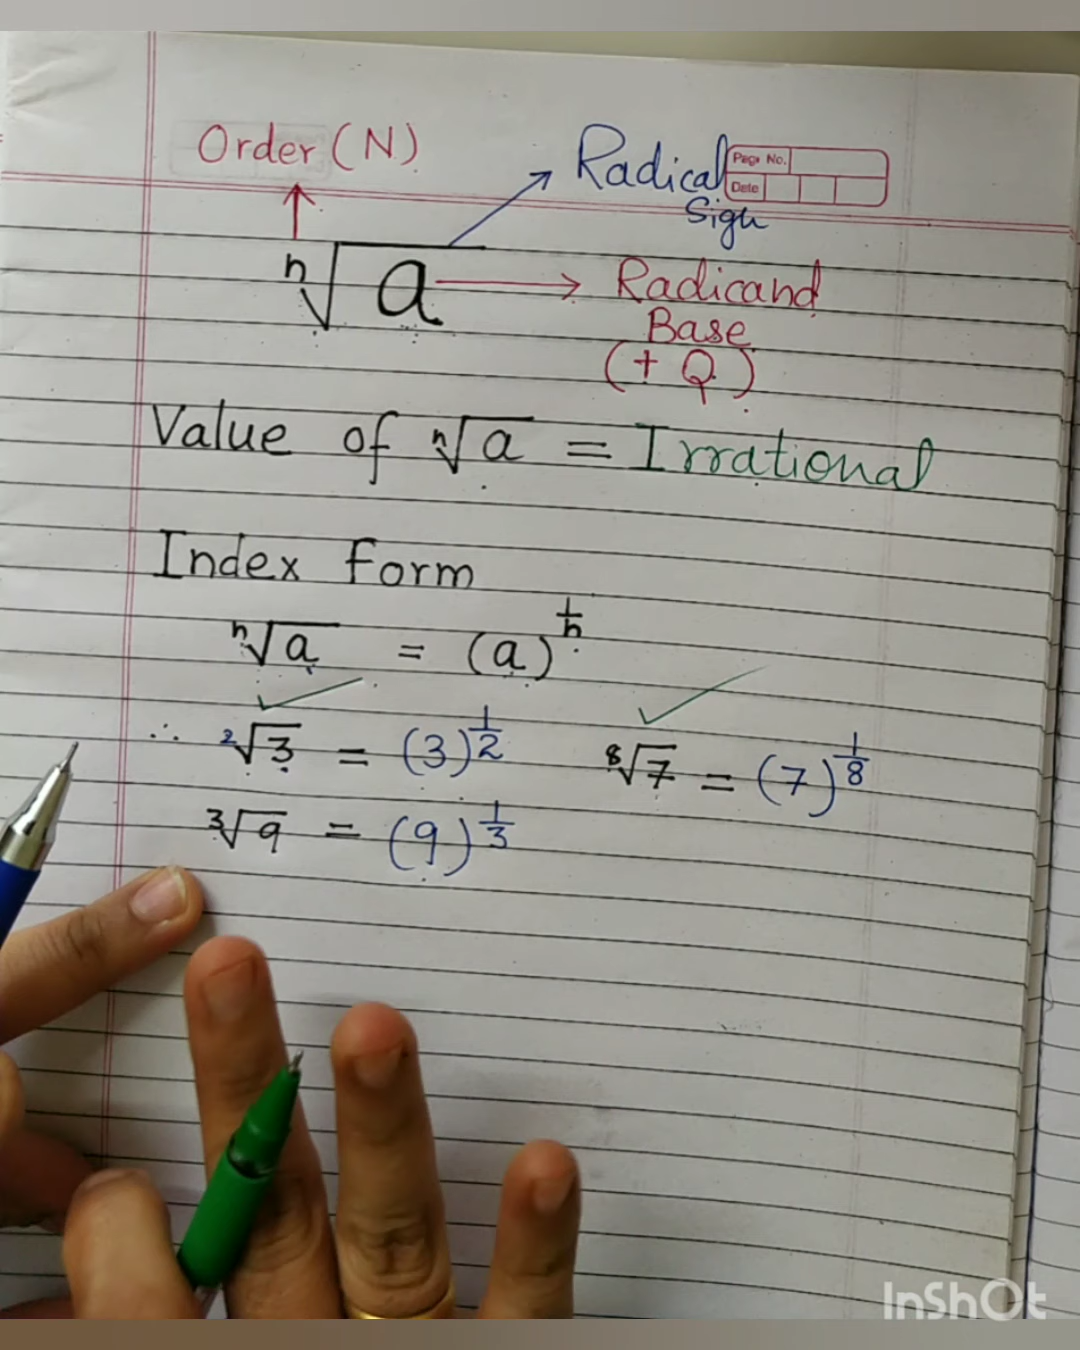 Order (N)
Radical
Page No.
Date
Sign
ⁿ√a → Radicand
Base
(+ Q)
Value of ⁿ√a = Irrational
Index form
ⁿ√a = (a)^1/n
∴ ²√3 = (3)^1/2 ⁸√7 = (7)^1/8
³√9 = (9)^1/3
InShOt